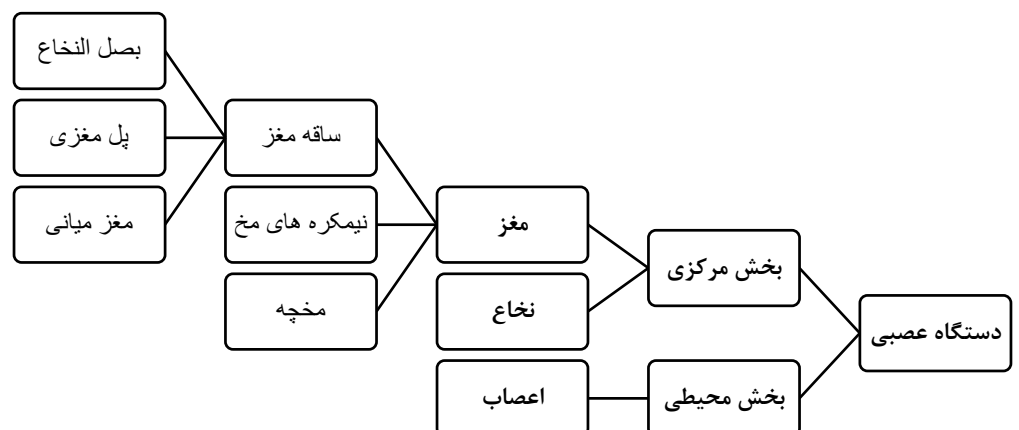 دستگاه عصبی
بخش مرکزی
مغز
ساقه مغز
بصل النخاع
پل مغزی
مغز میانی
نیمکره های مخ
مخچه
نخاع
بخش محیطی
اعصاب